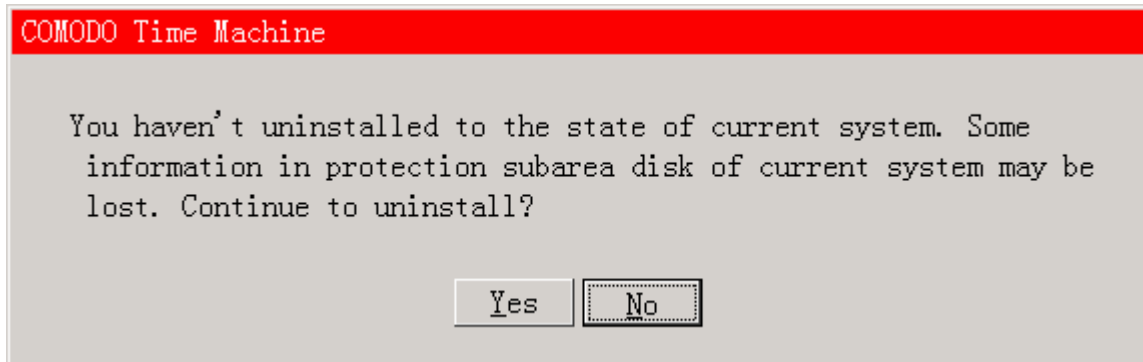 COMODO Time Machine
You haven't uninstalled to the state of current system. Some
information in protection subarea disk of current system may be
lost. Continue to uninstall?
Yes
No